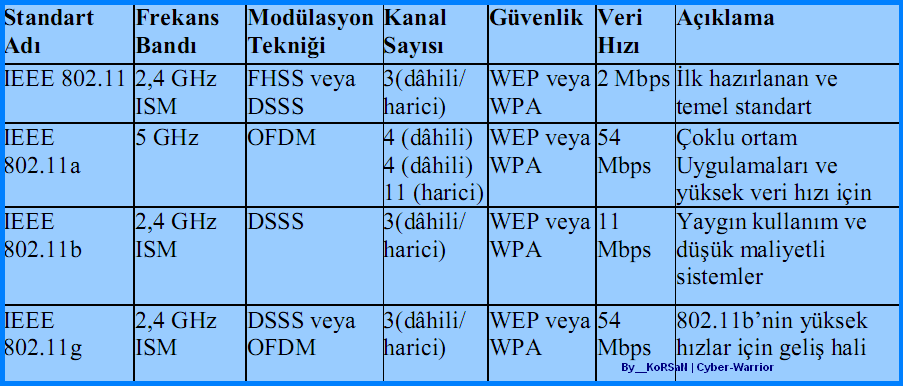 Standart Adı | Frekans Bandı | Modülasyon Tekniği | Kanal Sayısı | Güvenlik | Veri Hızı | Açıklama
IEEE 802.11 | 2,4 GHz ISM | FHSS veya DSSS | 3(dâhili/ harici) | WEP veya WPA | 2 Mbps | İlk hazırlanan ve temel standart
IEEE 802.11a | 5 GHz | OFDM | 4 (dâhili) 4 (dâhili) 11 (harici) | WEP veya WPA | 54 Mbps | Çoklu ortam Uygulamaları ve yüksek veri hızı için
IEEE 802.11b | 2,4 GHz ISM | DSSS | 3(dâhili/ harici) | WEP veya WPA | 11 Mbps | Yaygın kullanım ve düşük maliyetli sistemler
IEEE 802.11g | 2,4 GHz ISM | DSSS veya OFDM | 3(dâhili/ harici) | WEP veya WPA | 54 Mbps | 802.11b’nin yüksek hızlar için geliş hali
By__KoRSaN | Cyber-Warrior